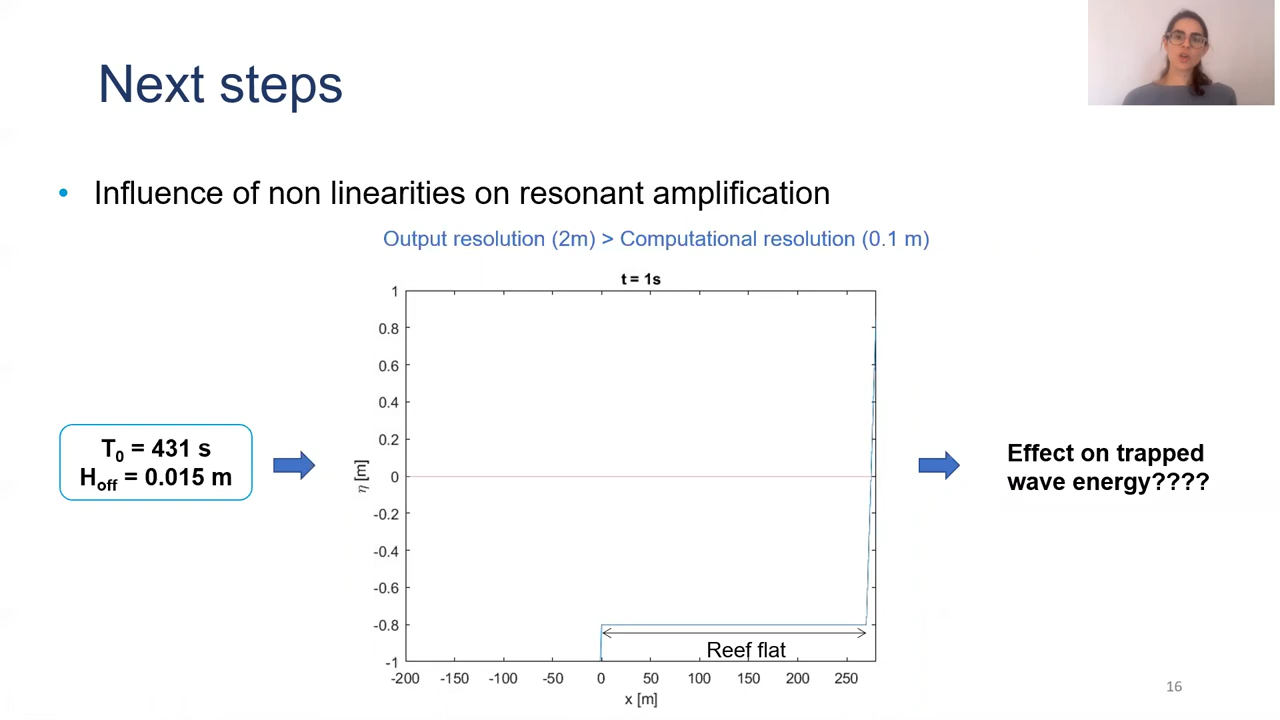 Next steps
• Influence of non linearities on resonant amplification
Output resolution (2m) > Computational resolution (0.1 m)
t = 1s
1
0.8
0.6
0.4
0.2
0
-0.2
-0.4
-0.6
-0.8
-1
η [m]
-200 -150 -100 -50 0 50 100 150 200 250
x [m]
Reef flat
T₀ = 431 s
Hoff = 0.015 m
Effect on trapped
wave energy????
16